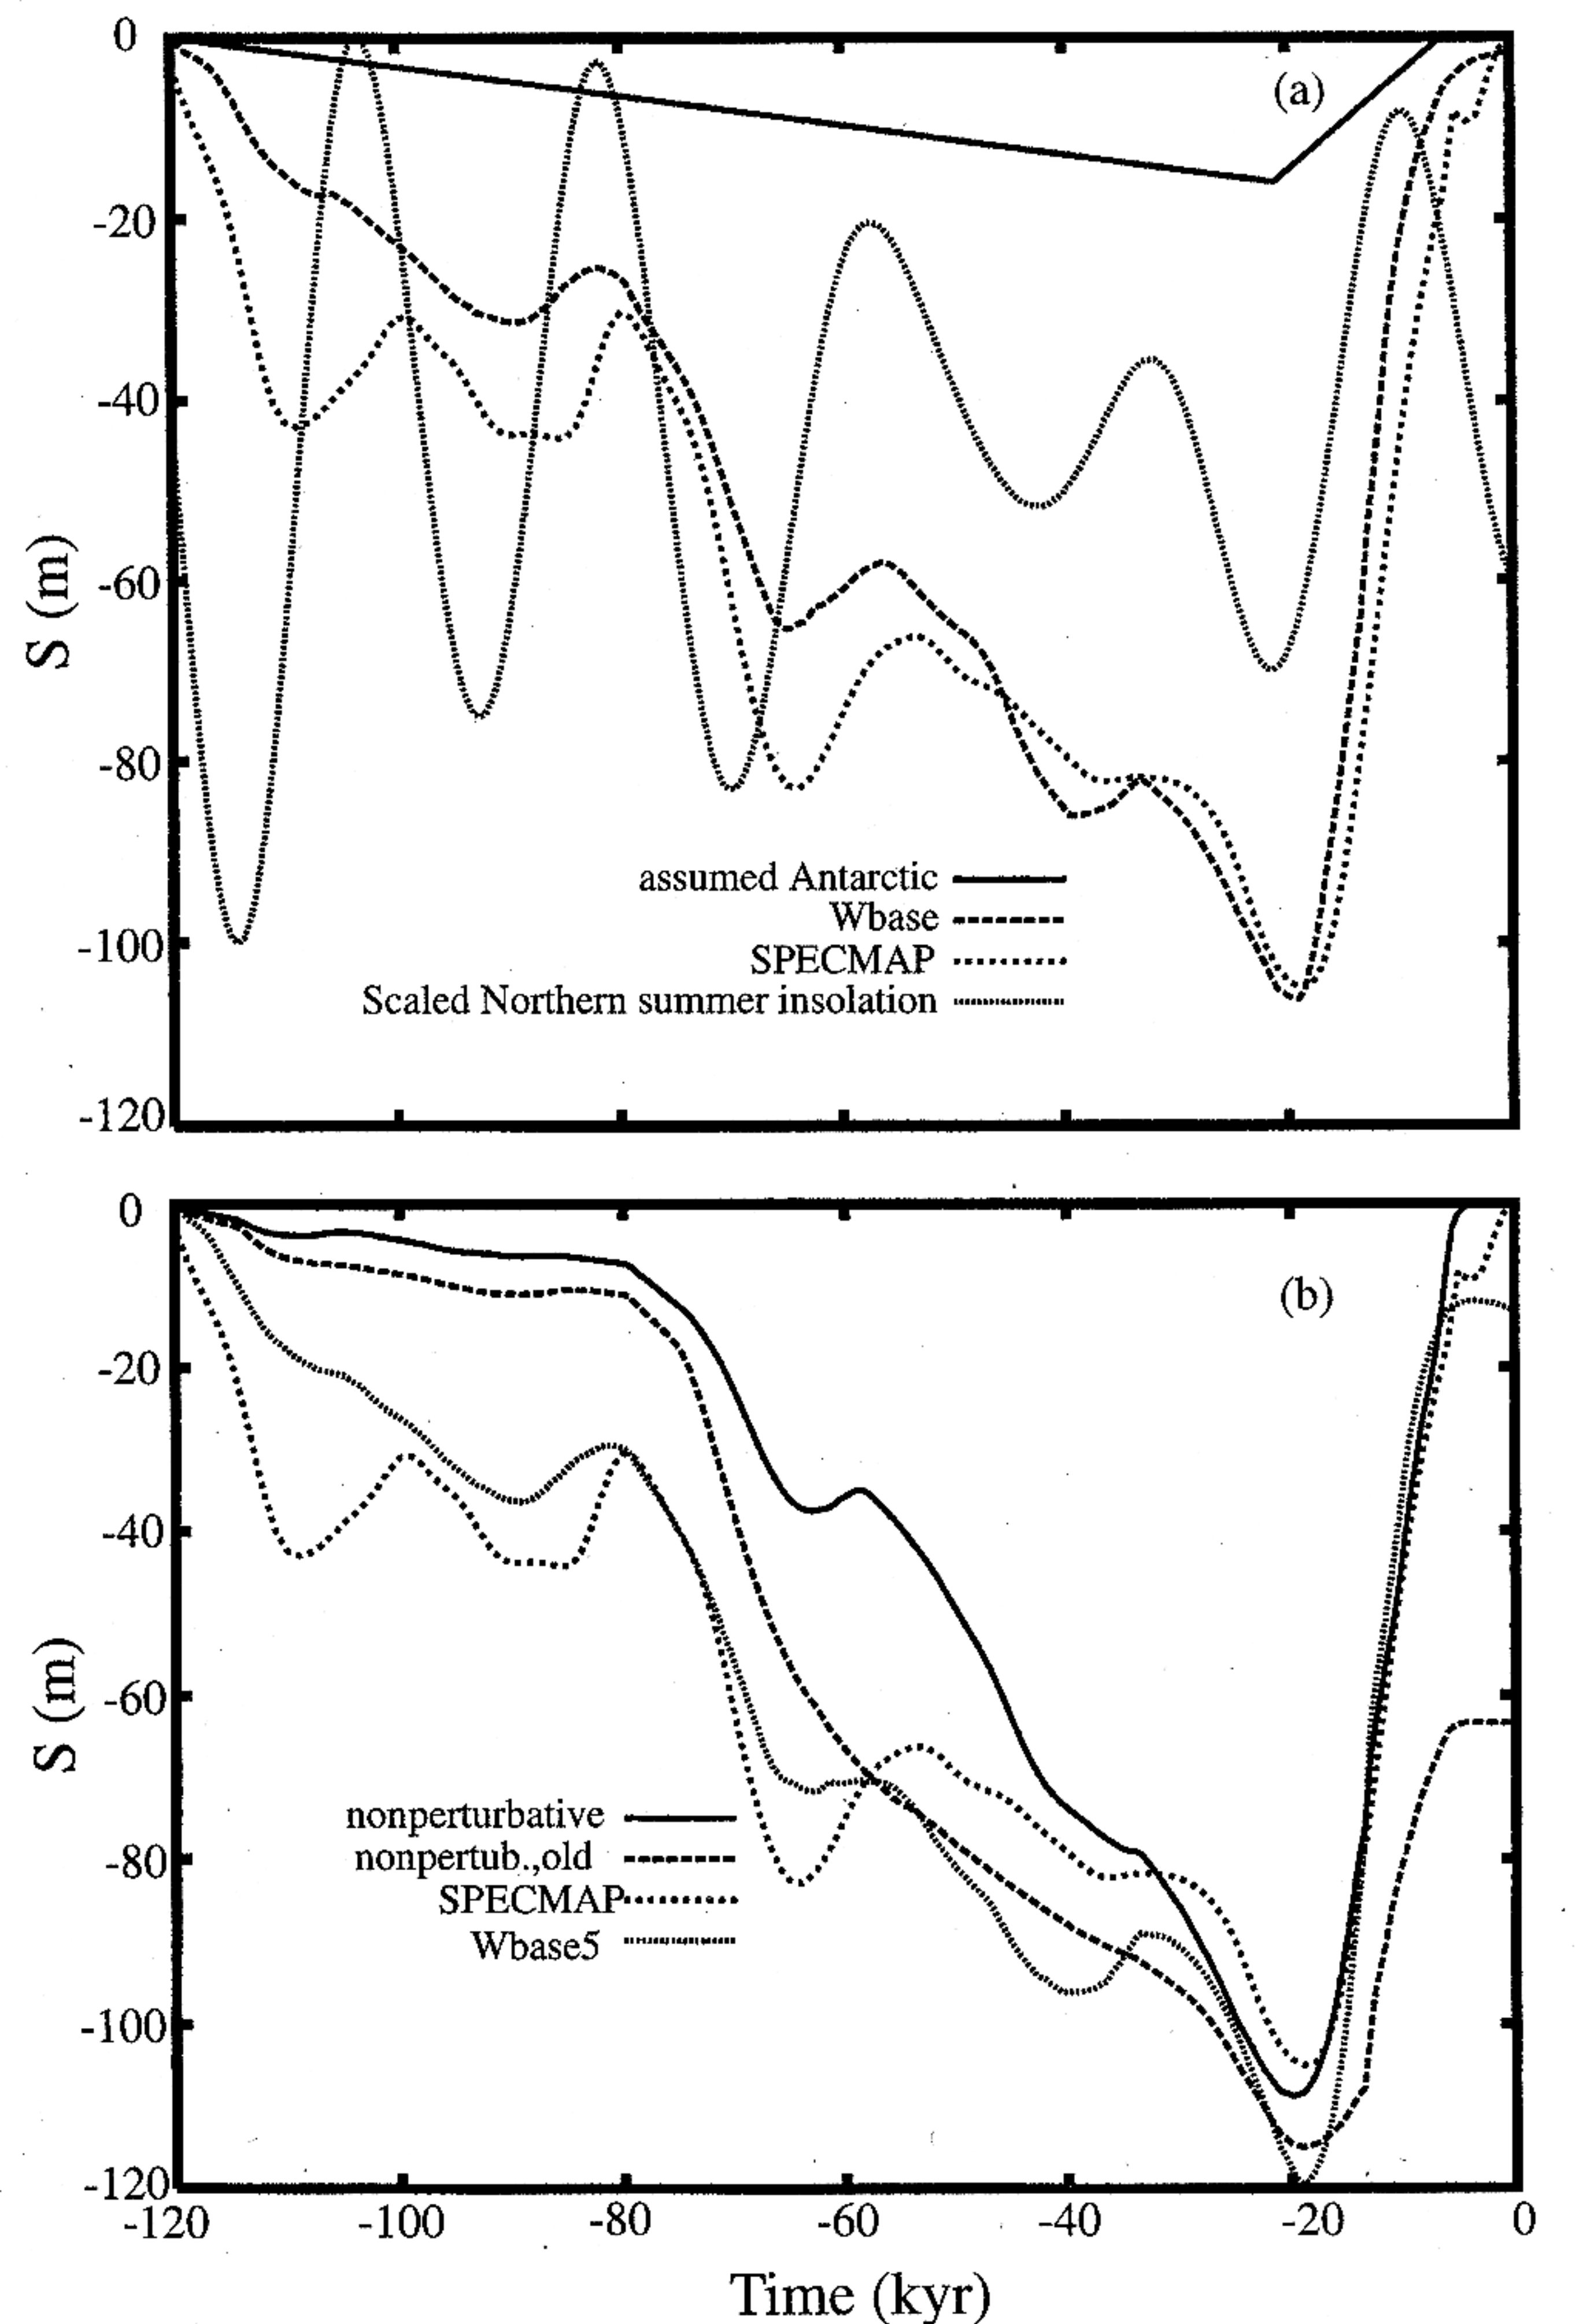 0
(a)
-20
-40
S (m)
-60
-80
assumed Antarctic
Wbase
-100
SPECMAP
Scaled Northern summer insolation
-120
0
(b)
-20
-40
S (m)
-60
nonperturbative
-80
nonpertub.,old
SPECMAP
Wbase5
-100
-120
-120 -100 -80 -60 -40 -20 0
Time (kyr)